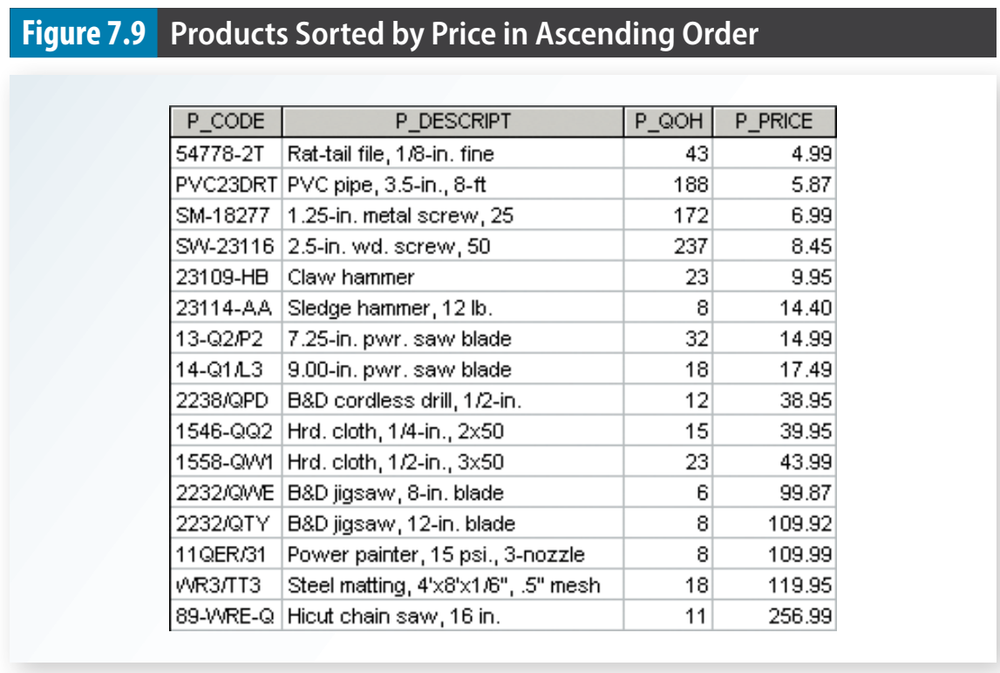 Figure 7.9 Products Sorted by Price in Ascending Order
P_CODE P_DESCRIPT P_QOH P_PRICE
54778-2T Rat-tail file, 1/8-in. fine 43 4.99
PVC23DRT PVC pipe, 3.5-in., 8-ft 188 5.87
SM-18277 1.25-in. metal screw, 25 172 6.99
SW-23116 2.5-in. wd. screw, 50 237 8.45
23109-HB Claw hammer 23 9.95
23114-AA Sledge hammer, 12 lb. 8 14.40
13-Q2/P2 7.25-in. pwr. saw blade 32 14.99
14-Q1/L3 9.00-in. pwr. saw blade 18 17.49
2238/QPD B&D cordless drill, 1/2-in. 12 38.95
1546-QQ2 Hrd. cloth, 1/4-in., 2x50 15 39.95
1558-QW1 Hrd. cloth, 1/2-in., 3x50 23 43.99
2232/QWE B&D jigsaw, 8-in. blade 6 99.87
2232/QTY B&D jigsaw, 12-in. blade 8 109.92
11QER/31 Power painter, 15 psi., 3-nozzle 8 109.99
WR3/TT3 Steel matting, 4'x8'x1/6", .5" mesh 18 119.95
89-WRE-Q Hicut chain saw, 16 in. 11 256.99